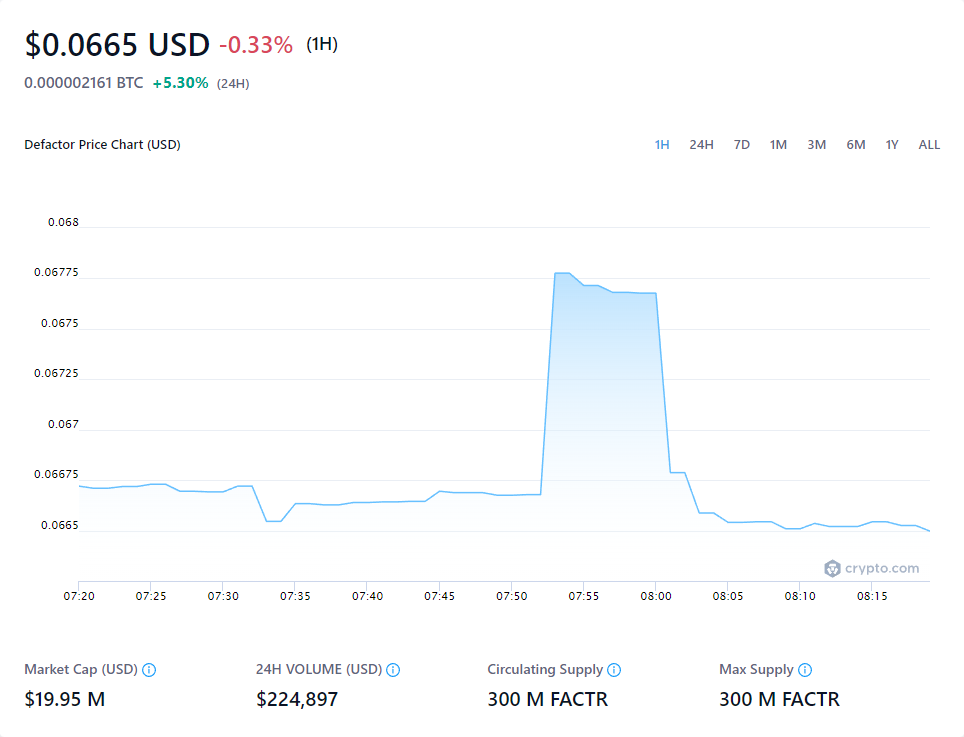 $0.0665 USD -0.33% (1H)
0.000002161 BTC +5.30% (24H)
Defactor Price Chart (USD) 1H 24H 7D 1M 3M 6M 1Y ALL
0.068
0.06775
0.0675
0.06725
0.067
0.06675
0.0665
crypto.com
07:20 07:25 07:30 07:35 07:40 07:45 07:50 07:55 08:00 08:05 08:10 08:15
Market Cap (USD) 24H VOLUME (USD) Circulating Supply Max Supply
$19.95 M $224,897 300 M FACTR 300 M FACTR